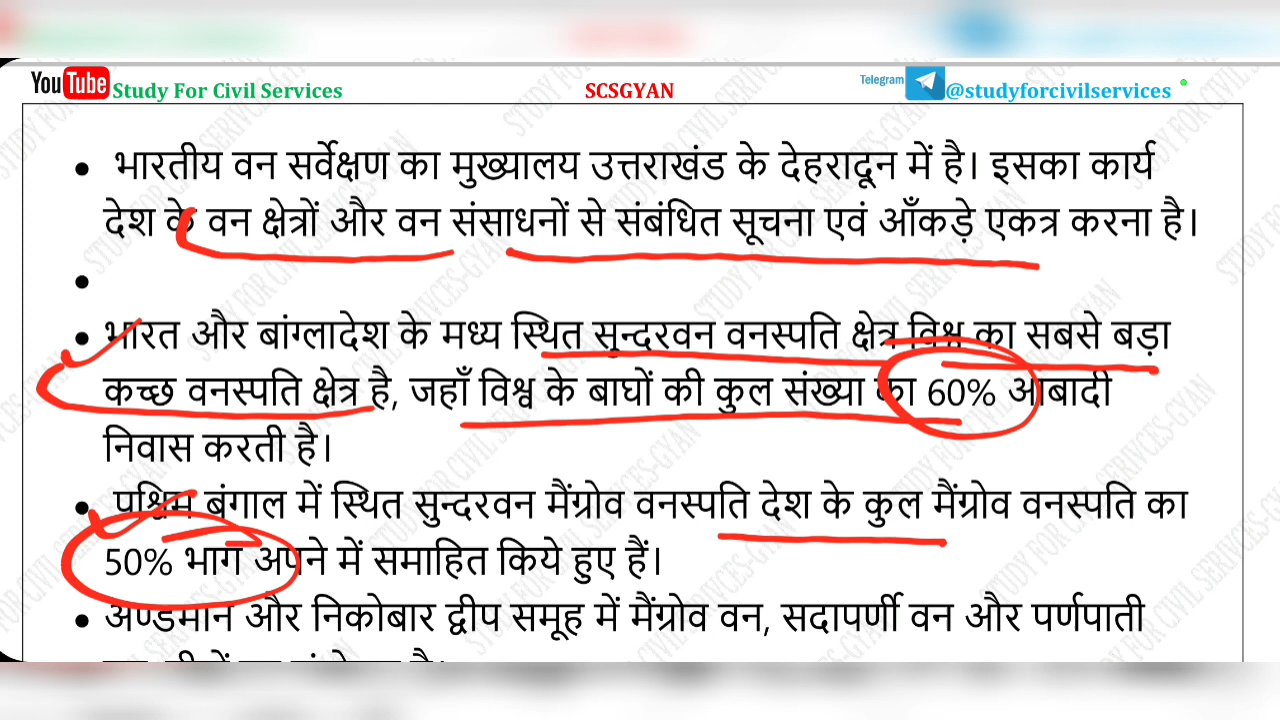 YouTube Study For Civil Services SCSGYAN Telegram @studyforcivilservices
• भारतीय वन सर्वेक्षण का मुख्यालय उत्तराखंड के देहरादून में है। इसका कार्य
देश के वन क्षेत्रों और वन संसाधनों से संबंधित सूचना एवं आँकड़े एकत्र करना है।
•
• भारत और बांग्लादेश के मध्य स्थित सुन्दरवन वनस्पति क्षेत्र विश्व का सबसे बड़ा
कच्छ वनस्पति क्षेत्र है, जहाँ विश्व के बाघों की कुल संख्या का 60% आबादी
निवास करती है।
• पश्चिम बंगाल में स्थित सुन्दरवन मैंग्रोव वनस्पति देश के कुल मैंग्रोव वनस्पति का
50% भाग अपने में समाहित किये हुए हैं।
• अण्डमान और निकोबार द्वीप समूह में मैंग्रोव वन, सदापर्णी वन और पर्णपाती